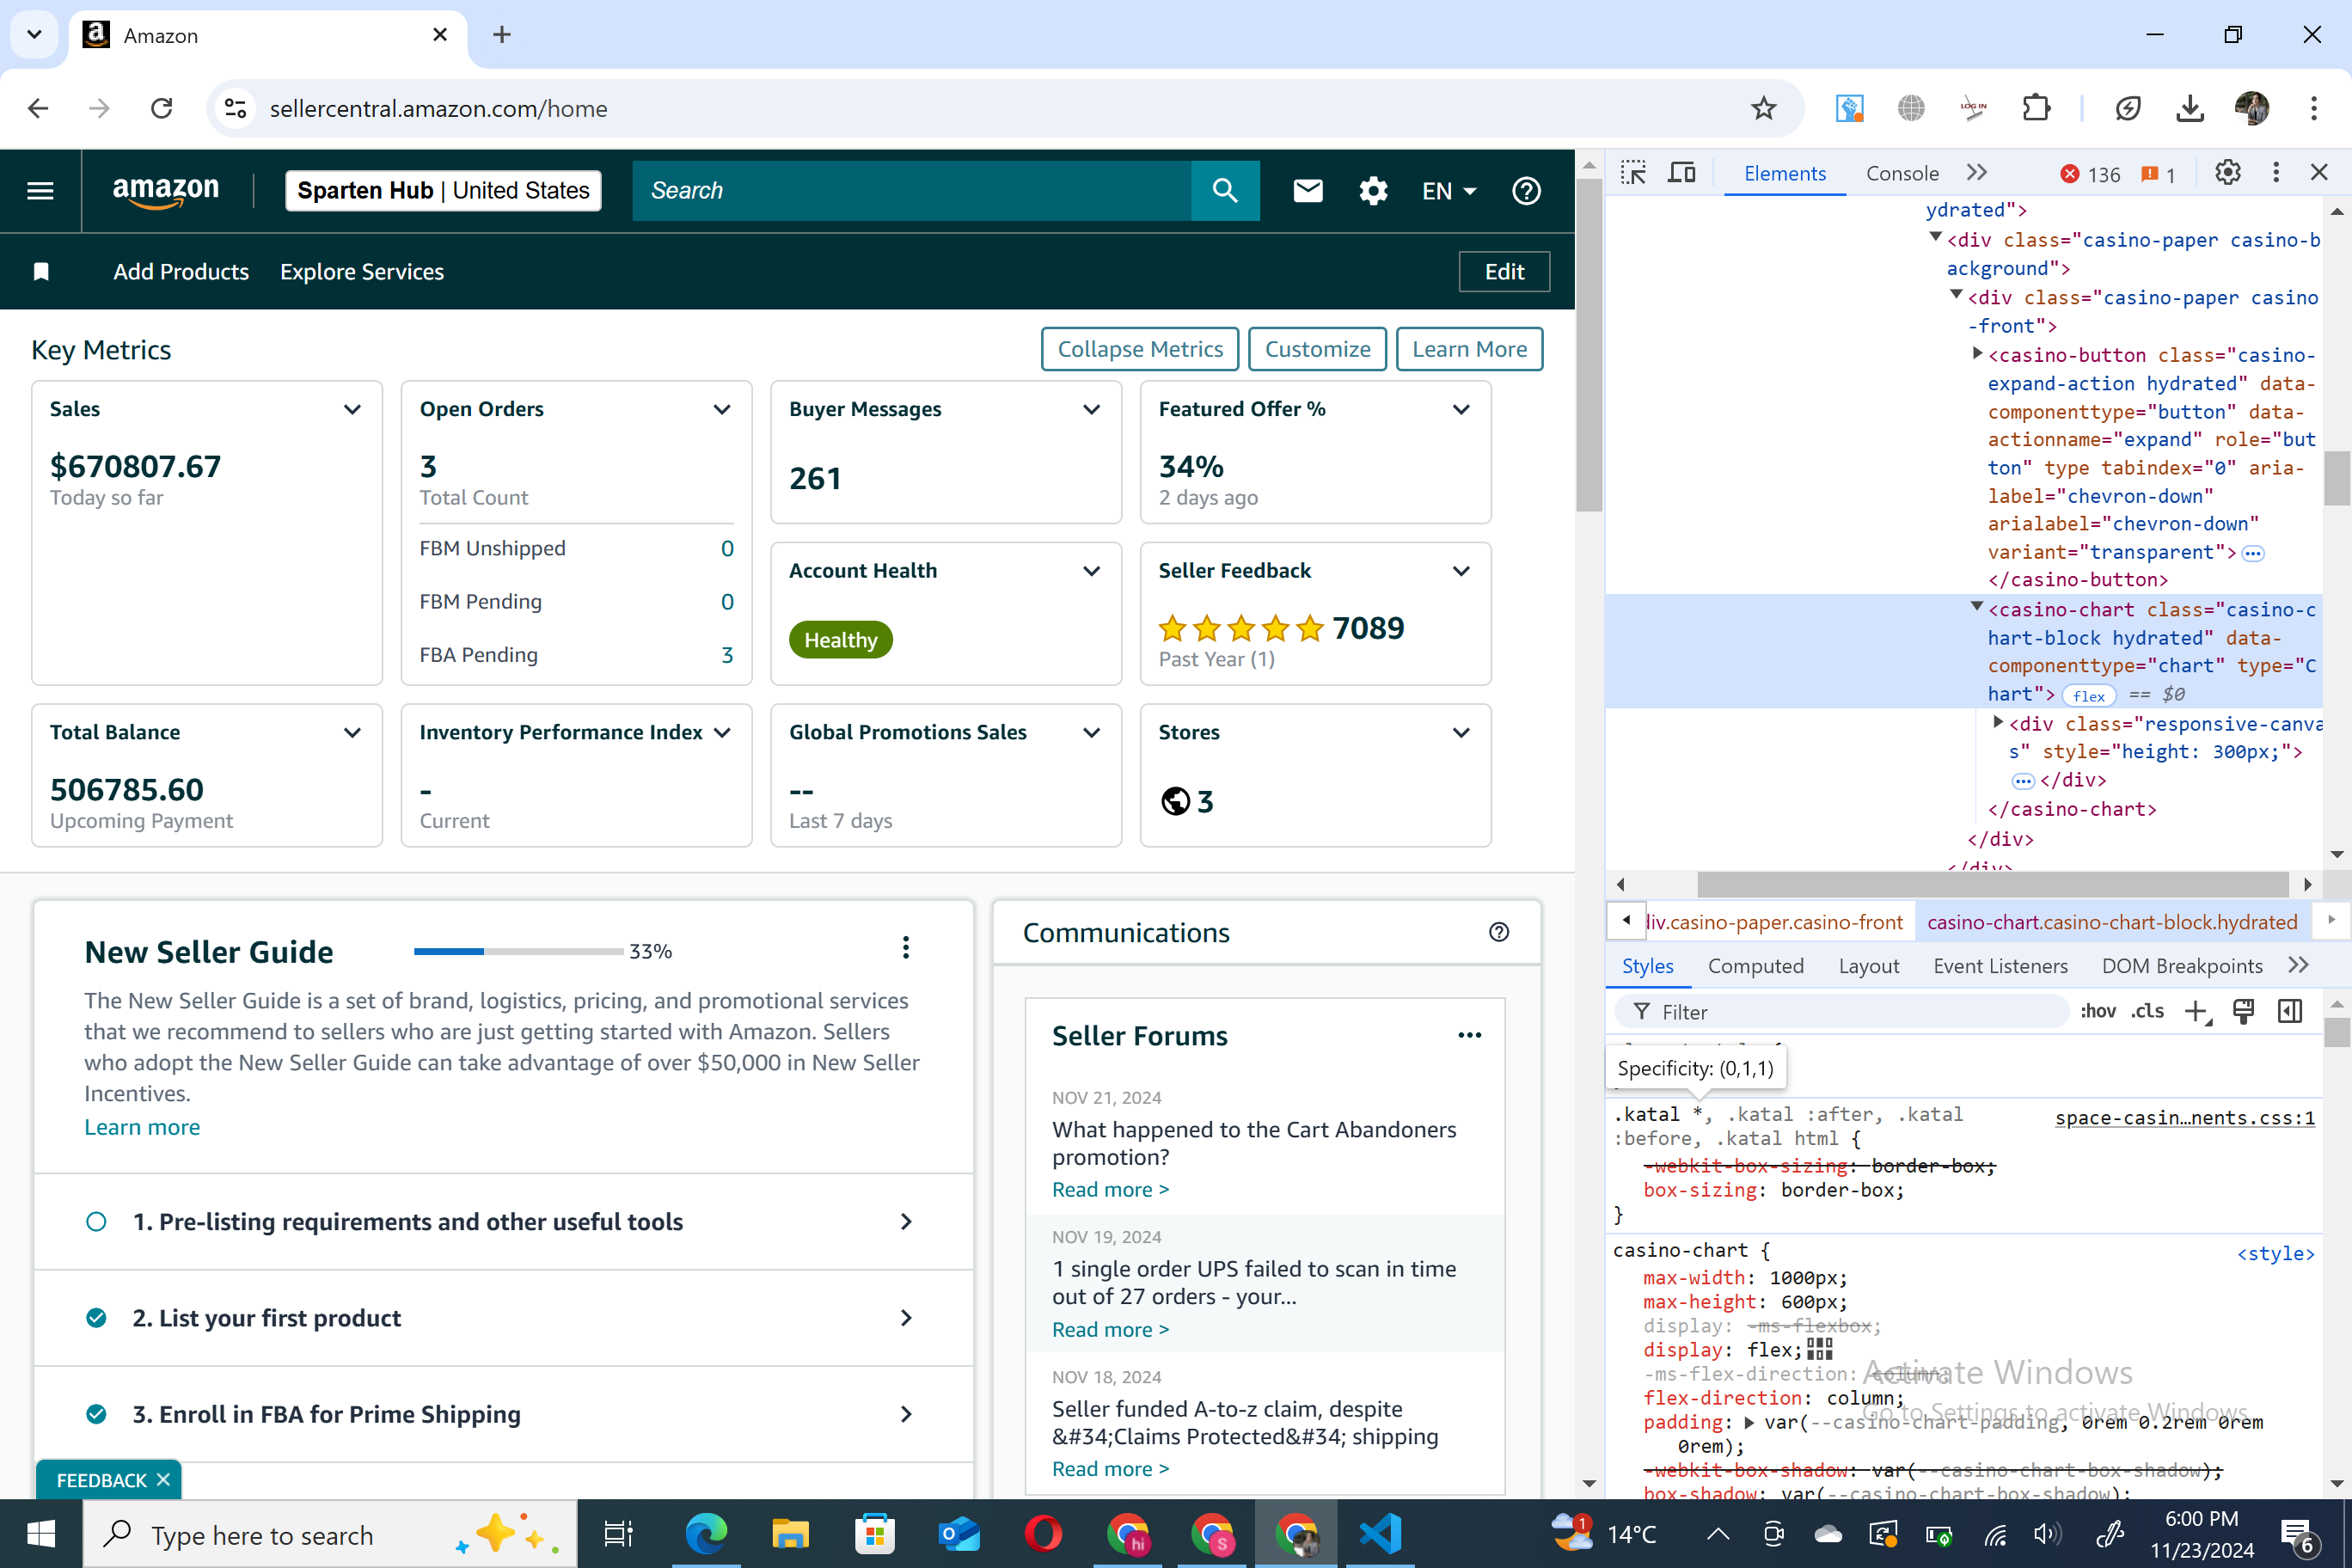 Amazon
sellercentral.amazon.com/home
LOG IN
amazon
Sparten Hub | United States
Search
EN
Add Products
Explore Services
Edit
Key Metrics
Collapse Metrics
Customize
Learn More
Sales
$670807.67
Today so far
Open Orders
3
Total Count
FBM Unshipped
0
FBM Pending
0
FBA Pending
3
Buyer Messages
261
Featured Offer %
34%
2 days ago
Account Health
Healthy
Seller Feedback
7089
Past Year (1)
Total Balance
506785.60
Upcoming Payment
Inventory Performance Index
-
Current
Global Promotions Sales
--
Last 7 days
Stores
3
New Seller Guide
33%
The New Seller Guide is a set of brand, logistics, pricing, and promotional services
that we recommend to sellers who are just getting started with Amazon. Sellers
who adopt the New Seller Guide can take advantage of over $50,000 in New Seller
Incentives.
Learn more
1. Pre-listing requirements and other useful tools
2. List your first product
3. Enroll in FBA for Prime Shipping
FEEDBACK
Communications
Seller Forums
NOV 21, 2024
What happened to the Cart Abandoners
promotion?
Read more >
NOV 19, 2024
1 single order UPS failed to scan in time
out of 27 orders - your...
Read more >
NOV 18, 2024
Seller funded A-to-z claim, despite
&#34;Claims Protected&#34; shipping
Read more >
Elements
Console
136
1
ydrated">
<div class="casino-paper casino-b
ackground">
<div class="casino-paper casino
-front">
<casino-button class="casino-
expand-action hydrated" data-
componenttype="button" data-
actionname="expand" role="but
ton" type tabindex="0" aria-
label="chevron-down"
arialabel="chevron-down"
variant="transparent">
</casino-button>
<casino-chart class="casino-c
hart-block hydrated" data-
componenttype="chart" type="C
hart"> flex == $0
<div class="responsive-canva
s" style="height: 300px;">
</div>
</casino-chart>
</div>
</div>
div.casino-paper.casino-front
casino-chart.casino-chart-block.hydrated
Styles
Computed
Layout
Event Listeners
DOM Breakpoints
Filter
:hov
.cls
Specificity: (0,1,1)
.katal *, .katal :after, .katal
:before, .katal html {
space-casin…nents.css:1
-webkit-box-sizing: border-box;
box-sizing: border-box;
}
casino-chart {
<style>
max-width: 1000px;
max-height: 600px;
display: -ms-flexbox;
display: flex;
-ms-flex-direction: column;
flex-direction: column;
padding: var(--casino-chart-padding, 0rem 0.2rem 0rem
0rem);
-webkit-box-shadow: var(--casino-chart-box-shadow);
box-shadow: var(--casino-chart-box-shadow);
Activate Windows
Go to Settings to activate Windows.
Type here to search
hi
S
1
14°C
6:00 PM
11/23/2024
6